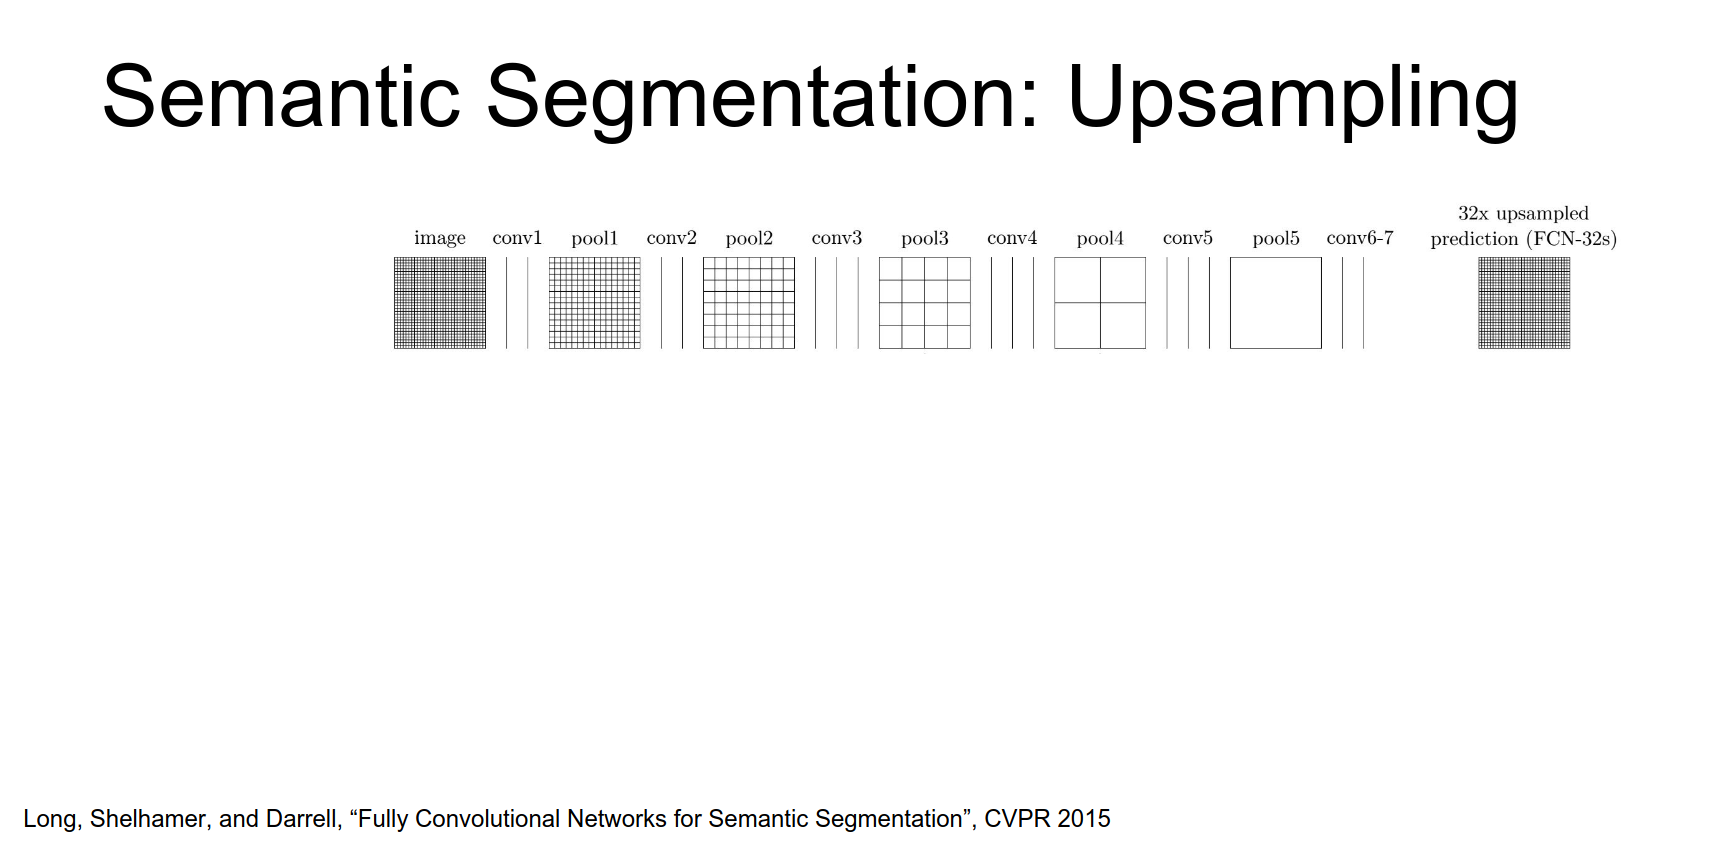 Semantic Segmentation: Upsampling
32x upsampled
image conv1 pool1 conv2 pool2 conv3 pool3 conv4 pool4 conv5 pool5 conv6-7 prediction (FCN-32s)
Long, Shelhamer, and Darrell, “Fully Convolutional Networks for Semantic Segmentation”, CVPR 2015